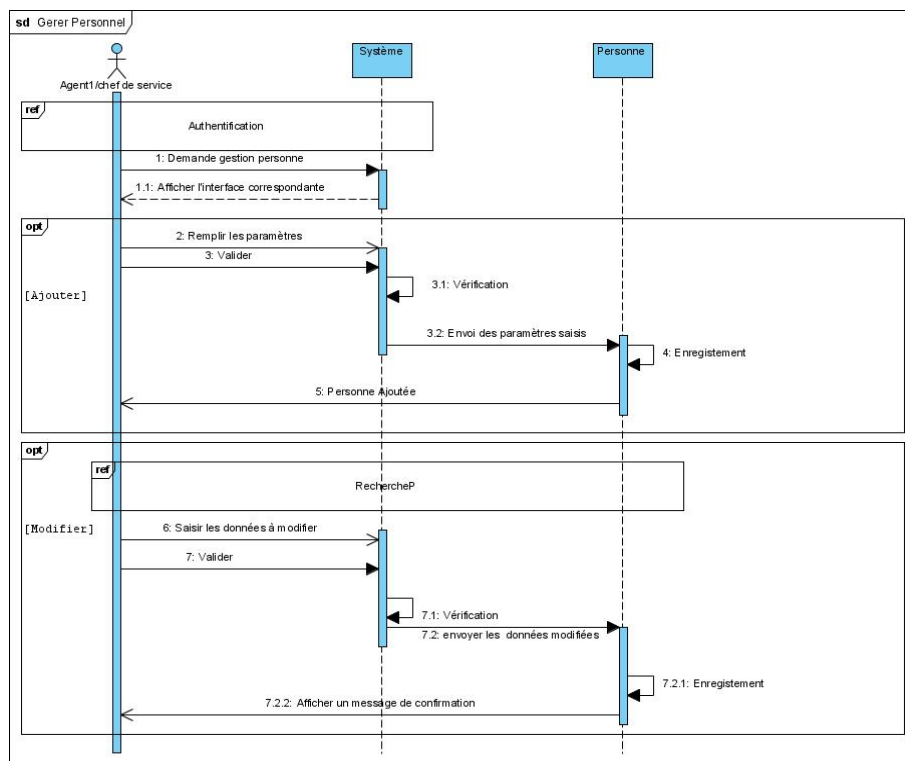 sd Gerer Personnel
Système
Personne
Agent1/chef de service
ref
Authentification
1: Demande gestion personne
1.1: Afficher l'interface correspondante
opt
2: Remplir les paramètres
3: Valider
3.1: Vérification
[Ajouter]
3.2: Envoi des paramètres saisis
4: Enregistement
5: Personne Ajoutée
opt
ref
RechercheP
[Modifier]
6: Saisir les données à modifier
7: Valider
7.1: Vérification
7.2: envoyer les données modifiées
7.2.1: Enregistement
7.2.2: Afficher un message de confirmation